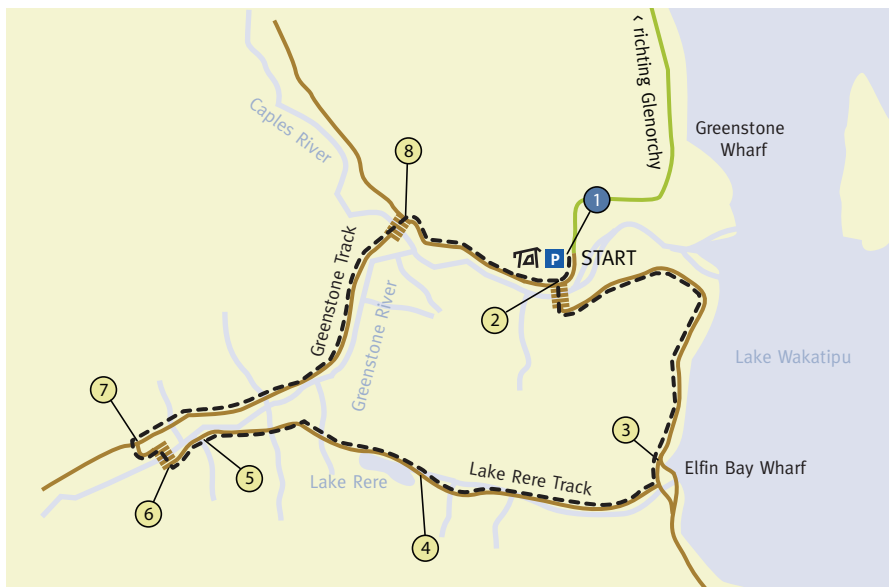 < richting Glenorchy
Greenstone
Wharf
Caples River
8
1
P
START
2
Greenstone Track
Greenstone River
Lake Wakatipu
7
3
Elfin Bay Wharf
Lake Rere Track
Lake Rere
5
6
4